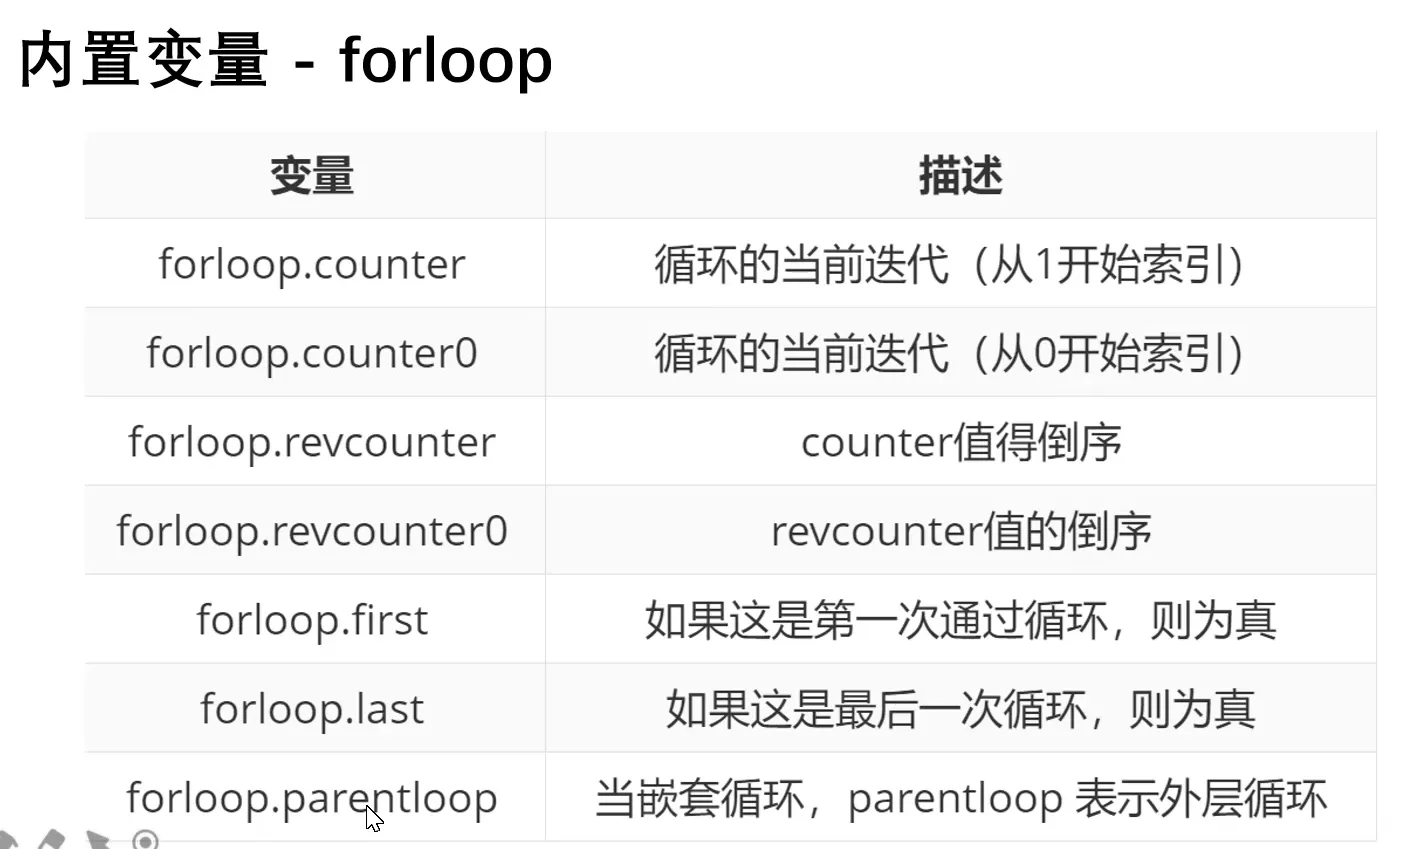 内置变量 - forloop
变量 描述
forloop.counter 循环的当前迭代（从1开始索引）
forloop.counter0 循环的当前迭代（从0开始索引）
forloop.revcounter counter值得倒序
forloop.revcounter0 revcounter值的倒序
forloop.first 如果这是第一次通过循环，则为真
forloop.last 如果这是最后一次循环，则为真
forloop.parentloop 当嵌套循环，parentloop 表示外层循环